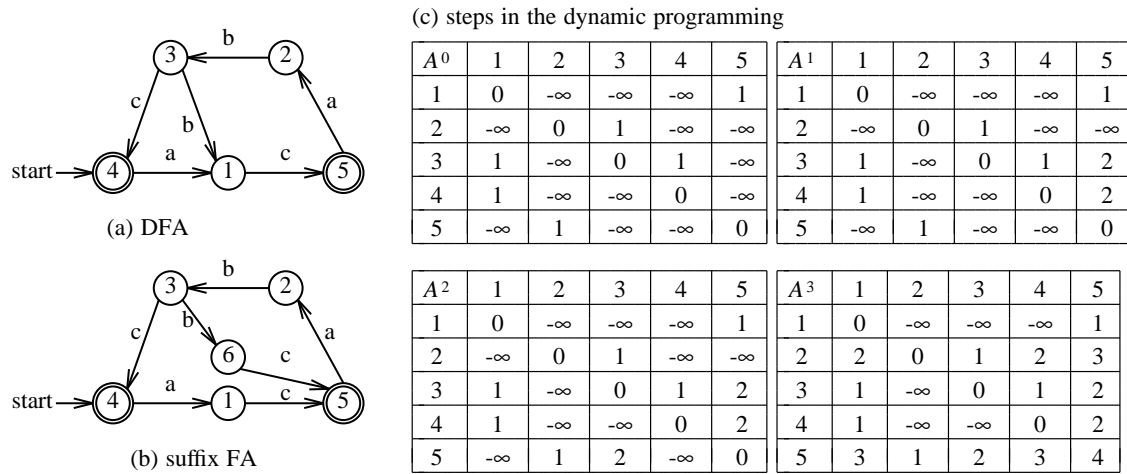 (c) steps in the dynamic programming
b
3 2
c b a
start 4 a 1 c 5
(a) DFA
b
3 2
c b a
6 c
start 4 a 1 c 5
(b) suffix FA
A⁰ 1 2 3 4 5
1 0 -∞ -∞ -∞ 1
2 -∞ 0 1 -∞ -∞
3 1 -∞ 0 1 -∞
4 1 -∞ -∞ 0 -∞
5 -∞ 1 -∞ -∞ 0
A¹ 1 2 3 4 5
1 0 -∞ -∞ -∞ 1
2 -∞ 0 1 -∞ -∞
3 1 -∞ 0 1 2
4 1 -∞ -∞ 0 2
5 -∞ 1 -∞ -∞ 0
A² 1 2 3 4 5
1 0 -∞ -∞ -∞ 1
2 -∞ 0 1 -∞ -∞
3 1 -∞ 0 1 2
4 1 -∞ -∞ 0 2
5 -∞ 1 2 -∞ 0
A³ 1 2 3 4 5
1 0 -∞ -∞ -∞ 1
2 2 0 1 2 3
3 1 -∞ 0 1 2
4 1 -∞ -∞ 0 2
5 3 1 2 3 4